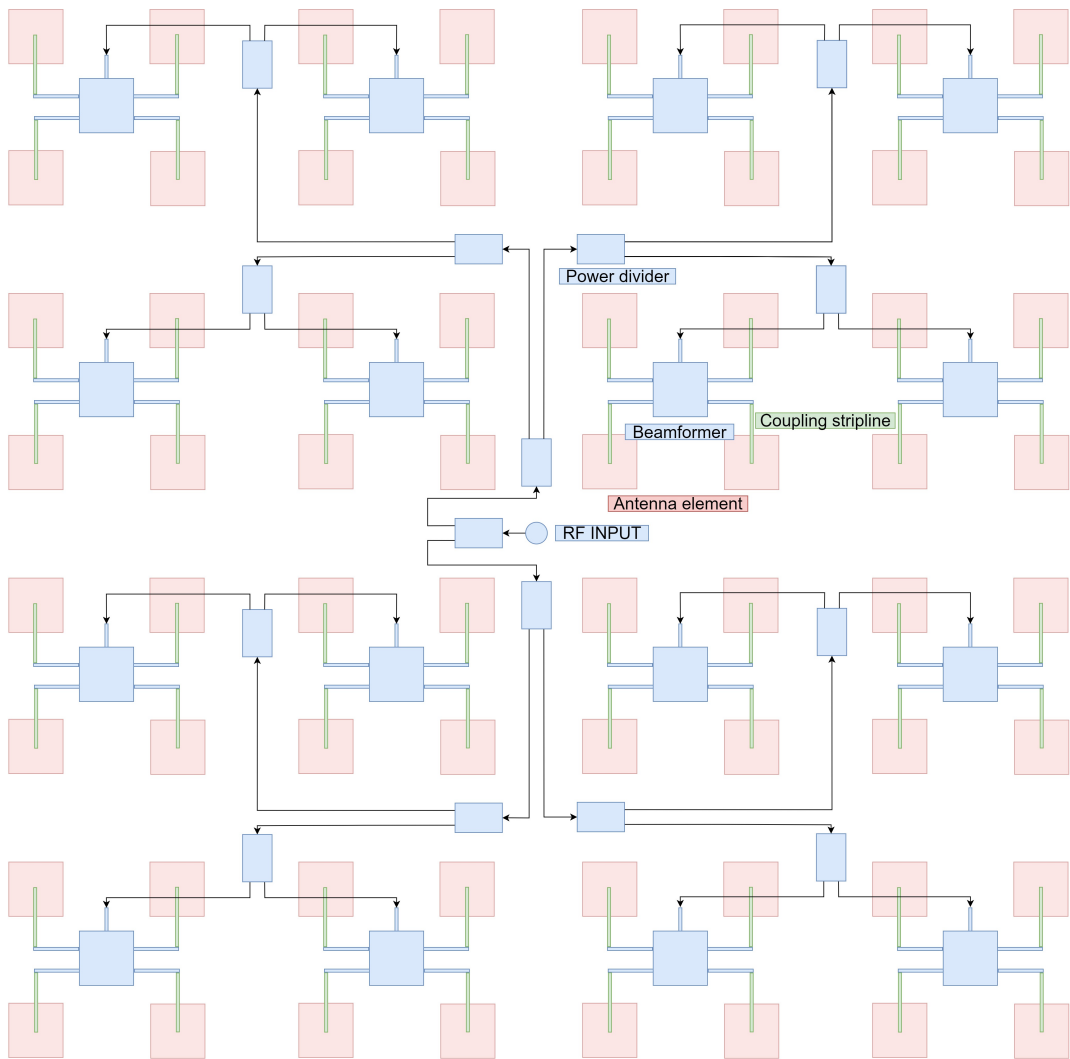 Power divider
Coupling stripline
Beamformer
Antenna element
RF INPUT